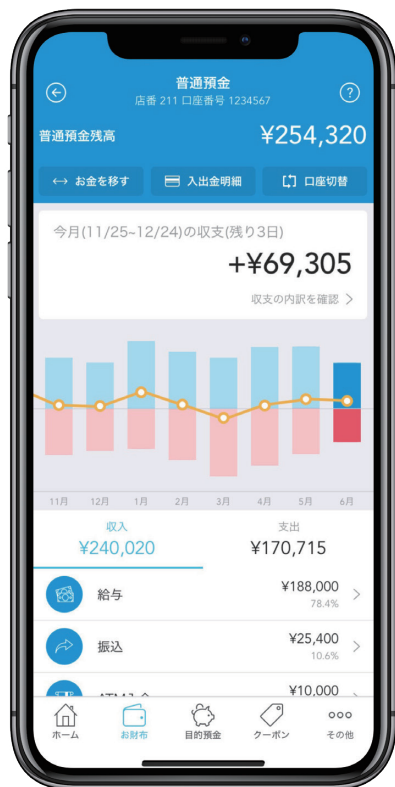 普通預金
店番 211 口座番号 1234567
普通預金残高 ¥254,320
お金を移す 入出金明細 口座切替
今月(11/25~12/24)の収支(残り3日)
+¥69,305
収支の内訳を確認
11月 12月 1月 2月 3月 4月 5月 6月
収入 支出
¥240,020 ¥170,715
給与 ¥188,000
78.4%
振込 ¥25,400
10.6%
¥10,000
ホーム お財布 目的預金 クーポン その他